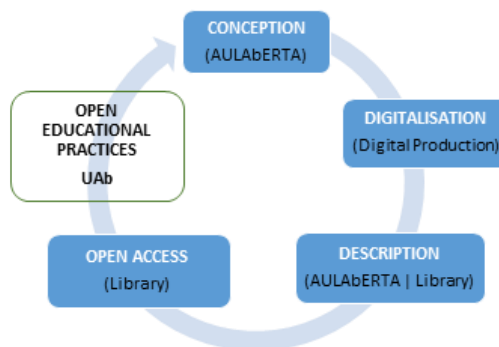 CONCEPTION
(AULAbERTA)
DIGITALISATION
(Digital Production)
DESCRIPTION
(AULAbERTA | Library)
OPEN ACCESS
(Library)
OPEN
EDUCATIONAL
PRACTICES
UAb